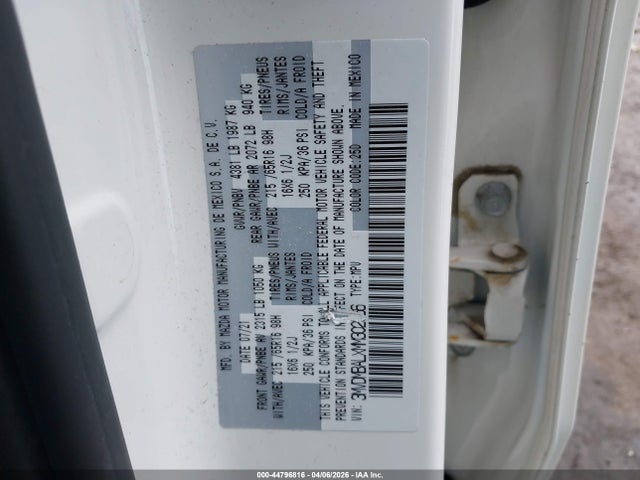 MFD. BY MAZDA MOTOR MANUFACTURING DE MEXICO S.A. DE C.V.
DATE 07/21 GVWR/PNBV 4381 LB 1987 KG
FRONT GAWR/PNBE AV 2315 LB 1050 KG REAR GAWR/PNBE AR 2072 LB 940 KG
WITH/AVEC 215/65R16 98H TIRES/PNEUS WITH/AVEC 215/65R16 98H TIRES/PNEUS
16X6 1/2J RIMS/JANTES 16X6 1/2J RIMS/JANTES
250 KPA/36 PSI COLD/A FROID 250 KPA/36 PSI COLD/A FROID
THIS VEHICLE CONFORMS TO ALL APPLICABLE FEDERAL MOTOR VEHICLE SAFETY AND THEFT
PREVENTION STANDARDS IN EFFECT ON THE DATE OF MANUFACTURE SHOWN ABOVE.
VIN: TYPE:MPV COLOR CODE:25D MADE IN MEXICO
000-44796816 - 04/06/2026 - IAA, Inc.